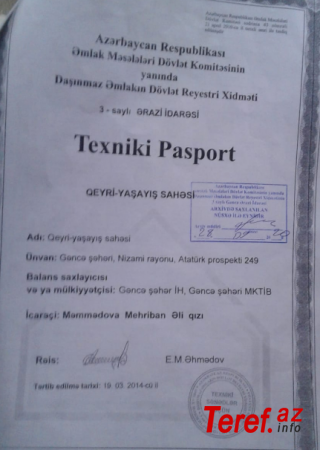 Azərbaycan Respublikası
Əmlak Məsələləri Dövlət Komitəsinin
yanında
Daşınmaz Əmlakın Dövlət Reyestri Xidməti
3 - saylı ƏRAZİ İDARƏSİ
Texniki Pasport
QEYRİ-YAŞAYIŞ SAHƏSİ
Adı: Qeyri-yaşayış sahəsi
Ünvan: Gəncə şəhəri, Nizami rayonu, Atatürk prospekti 249
Balans saxlayıcısı
və ya mülkiyyətçisi: Gəncə şəhər İH, Gəncə şəhəri MKTİB
İcarəçi: Məmmədova Mehriban Əli qızı
Rəis:
E.M.Əhmədov
Tərtib edilmə tarixi: 19. 03. 2014-cü il
Teref.az
.info